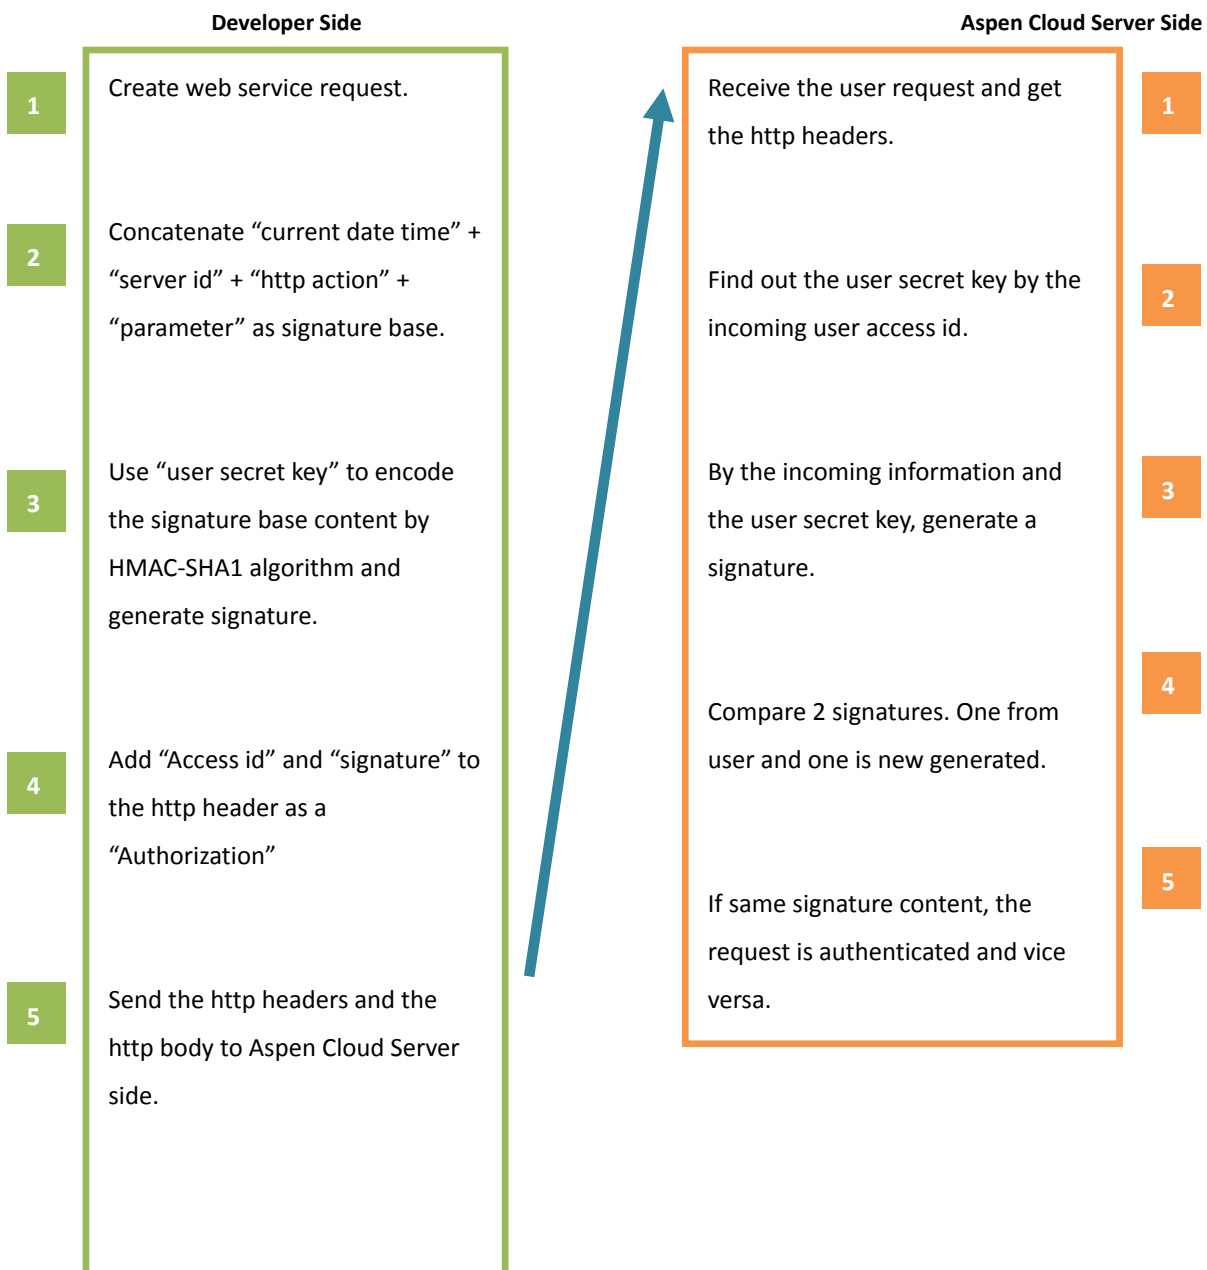 Developer Side
1
Create web service request.
2
Concatenate “current date time” +
“server id” + “http action” +
“parameter” as signature base.
3
Use “user secret key” to encode
the signature base content by
HMAC-SHA1 algorithm and
generate signature.
4
Add “Access id” and “signature” to
the http header as a
“Authorization”
5
Send the http headers and the
http body to Aspen Cloud Server
side.
Aspen Cloud Server Side
Receive the user request and get
the http headers.
1
Find out the user secret key by the
incoming user access id.
2
By the incoming information and
the user secret key, generate a
signature.
3
Compare 2 signatures. One from
user and one is new generated.
4
If same signature content, the
request is authenticated and vice
versa.
5